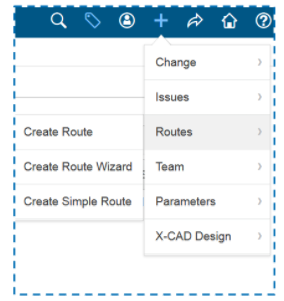 Change
Issues
Routes
Team
Parameters
X-CAD Design
Create Route
Create Route Wizard
Create Simple Route